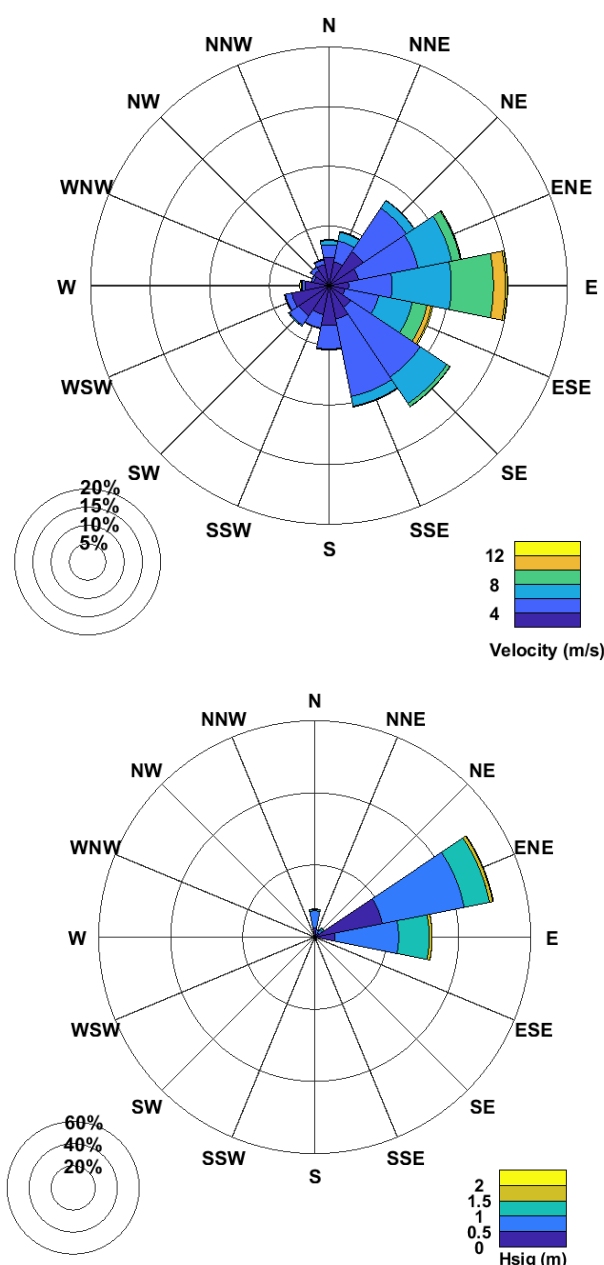 N
NNW NNE
NW NE
WNW ENE
W E
WSW ESE
SW SE
SSW SSE
S
20%
15%
10%
5%
12
8
4
Velocity (m/s)
N
NNW NNE
NW NE
WNW ENE
W E
WSW ESE
SW SE
SSW SSE
S
60%
40%
20%
2
1.5
1
0.5
0
Hsig (m)